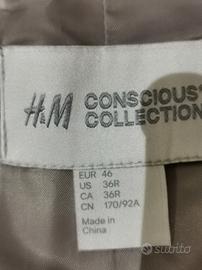 H&M CONSCIOUS
COLLECTION
EUR 46
US 36R
CA 36R
CN 170/92A
Made in
China
subito